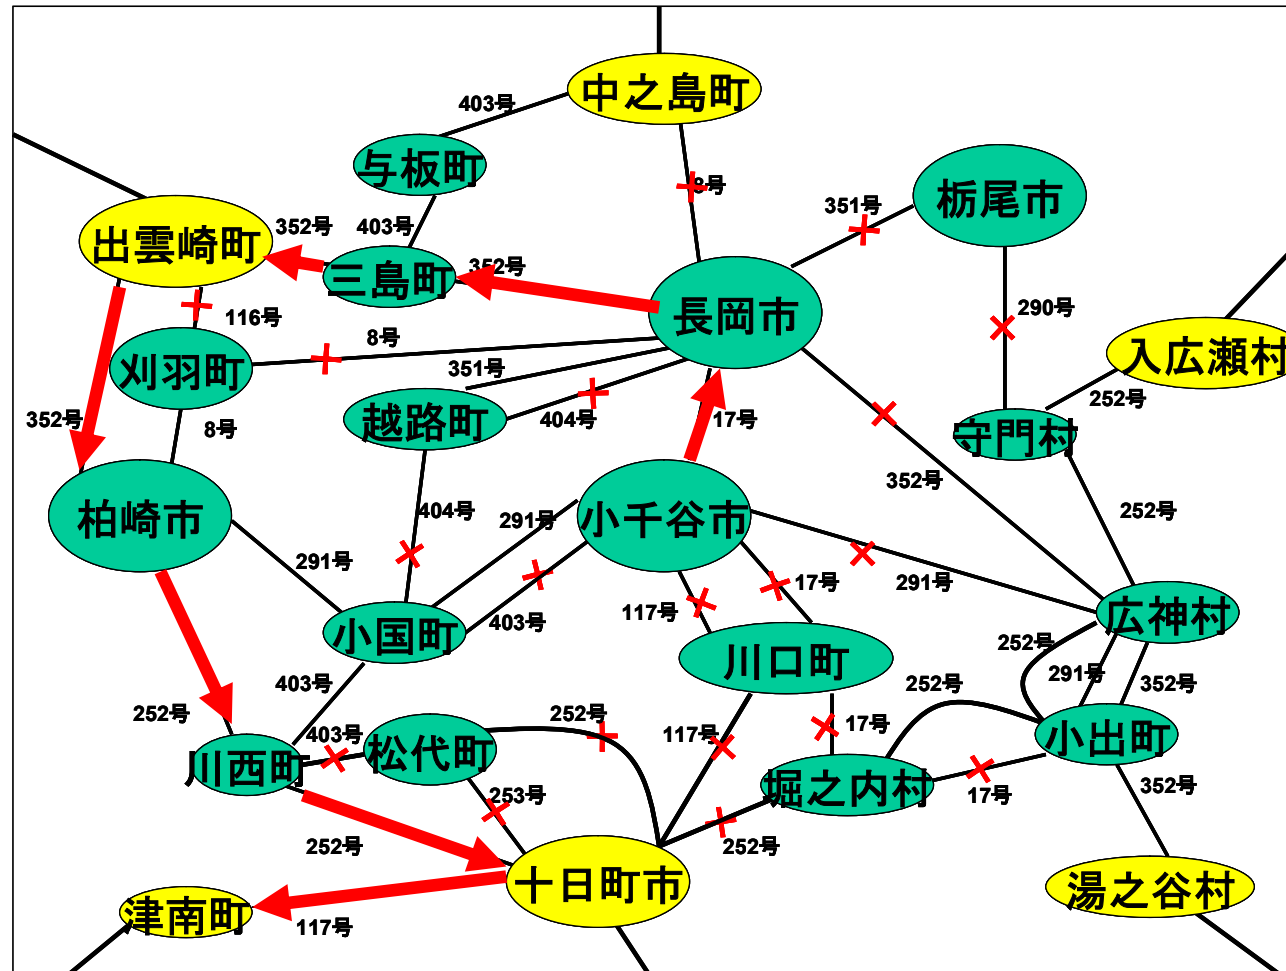 中之島町
403号
与板町
8号
栃尾市
351号
352号
出雲崎町
403号
352号
三島町
長岡市
290号
116号
8号
入広瀬村
刈羽町
351号
252号
越路町
404号
17号
352号
8号
守門村
352号
柏崎市
404号
291号
小千谷市
252号
291号
291号
17号
117号
403号
広神村
小国町
252号
川口町
291号
352号
403号
252号
252号
252号
403号
117号
17号
小出町
川西町
松代町
堀之内村
352号
253号
17号
252号
252号
十日町市
湯之谷村
津南町
117号